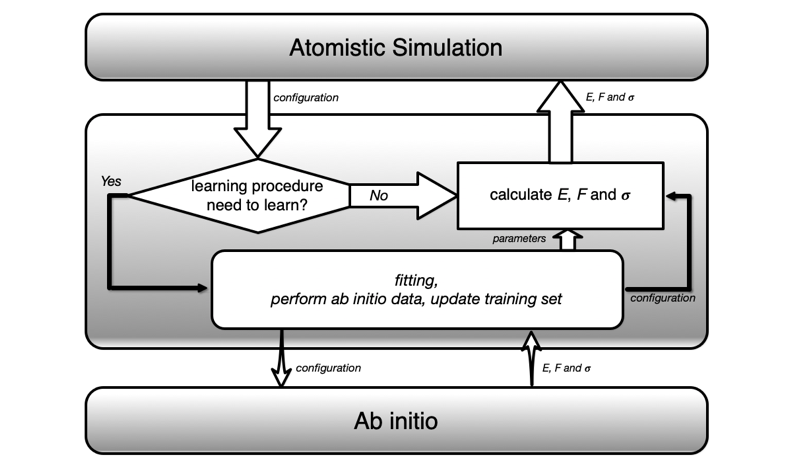 Atomistic Simulation
configuration
E, F and σ
Yes
learning procedure
need to learn?
No
calculate E, F and σ
parameters
fitting,
perform ab initio data, update training set
configuration
configuration
E, F and σ
Ab initio